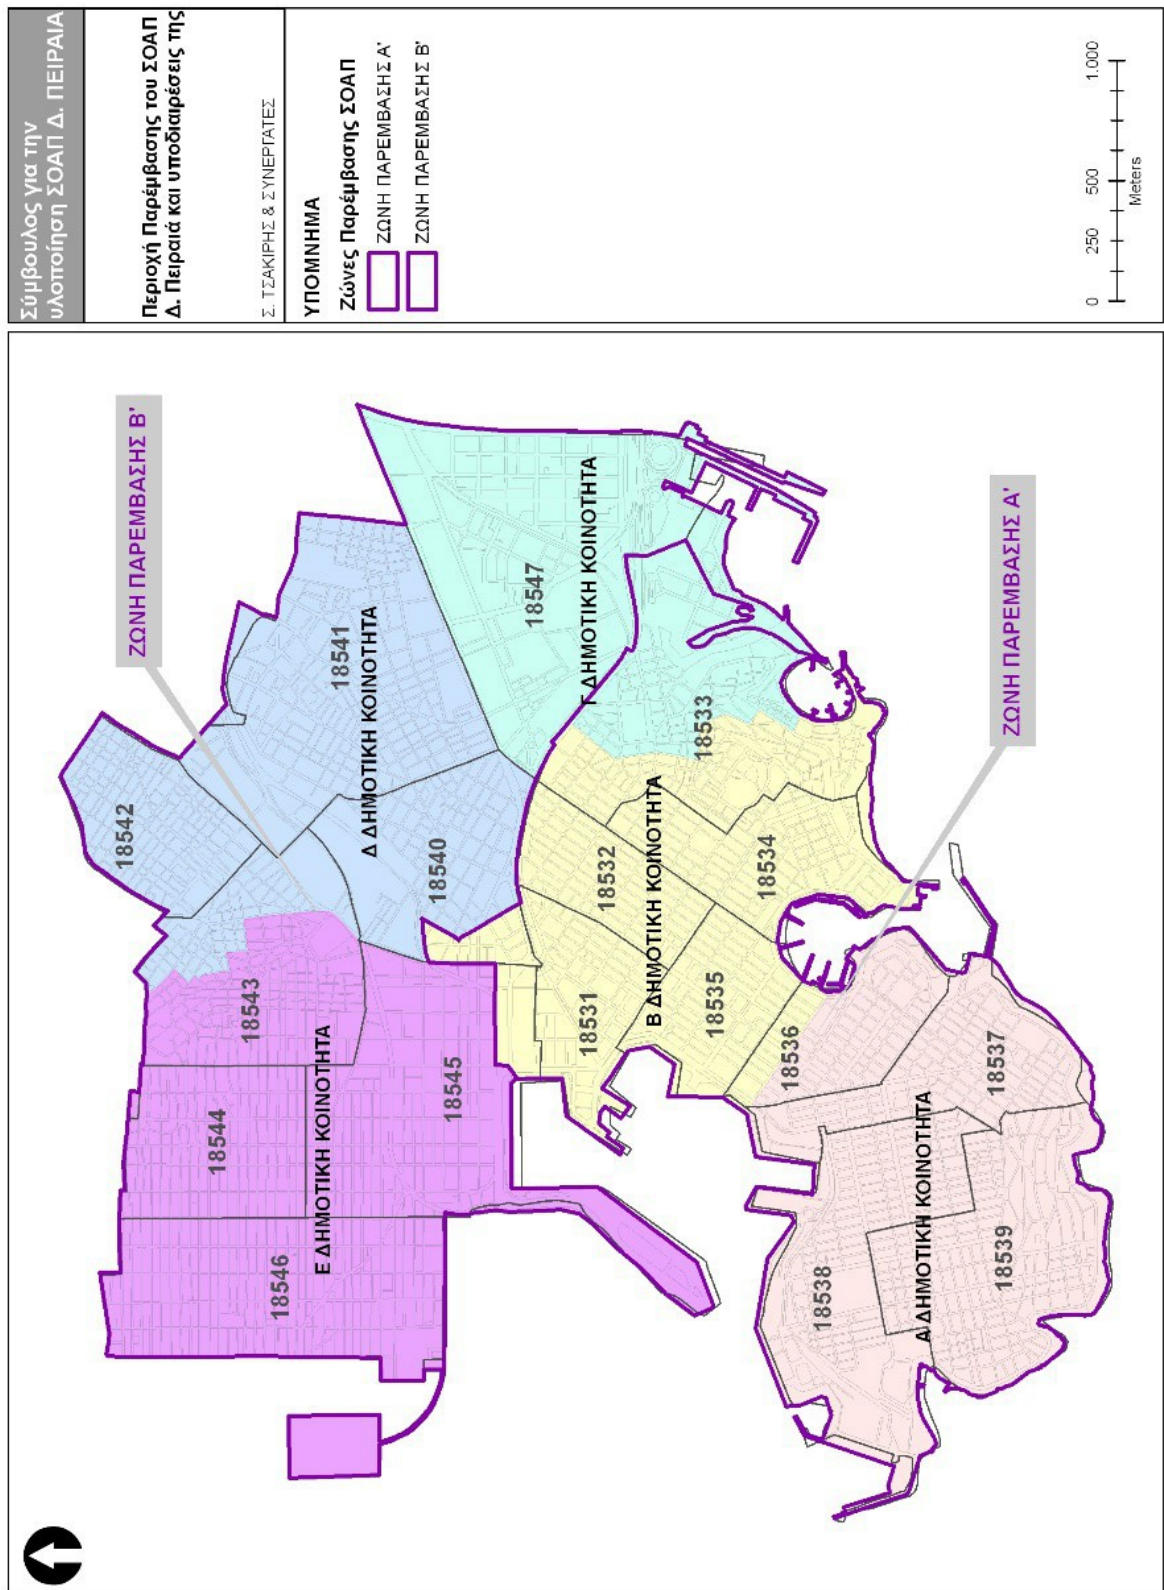 Σύμβουλος για την
υλοποίηση ΣΟΑΠ Δ. ΠΕΙΡΑΙΑ
Περιοχή Παρέμβασης του ΣΟΑΠ
Δ. Πειραιά και υποδιαιρέσεις της
Σ. ΤΣΑΚΙΡΗΣ & ΣΥΝΕΡΓΑΤΕΣ
ΥΠΟΜΝΗΜΑ
Ζώνες Παρέμβασης ΣΟΑΠ
ΖΩΝΗ ΠΑΡΕΜΒΑΣΗΣ Α'
ΖΩΝΗ ΠΑΡΕΜΒΑΣΗΣ Β'
0 250 500 1.000
Meters
ΖΩΝΗ ΠΑΡΕΜΒΑΣΗΣ Β'
18542
18541
Δ ΔΗΜΟΤΙΚΗ ΚΟΙΝΟΤΗΤΑ
18540
18547
Γ ΔΗΜΟΤΙΚΗ ΚΟΙΝΟΤΗΤΑ
18533
18543
18544
18545
18546
Ε ΔΗΜΟΤΙΚΗ ΚΟΙΝΟΤΗΤΑ
18531
18532
Β ΔΗΜΟΤΙΚΗ ΚΟΙΝΟΤΗΤΑ
18534
18535
18536
ΖΩΝΗ ΠΑΡΕΜΒΑΣΗΣ Α'
18537
18538
Α ΔΗΜΟΤΙΚΗ ΚΟΙΝΟΤΗΤΑ
18539